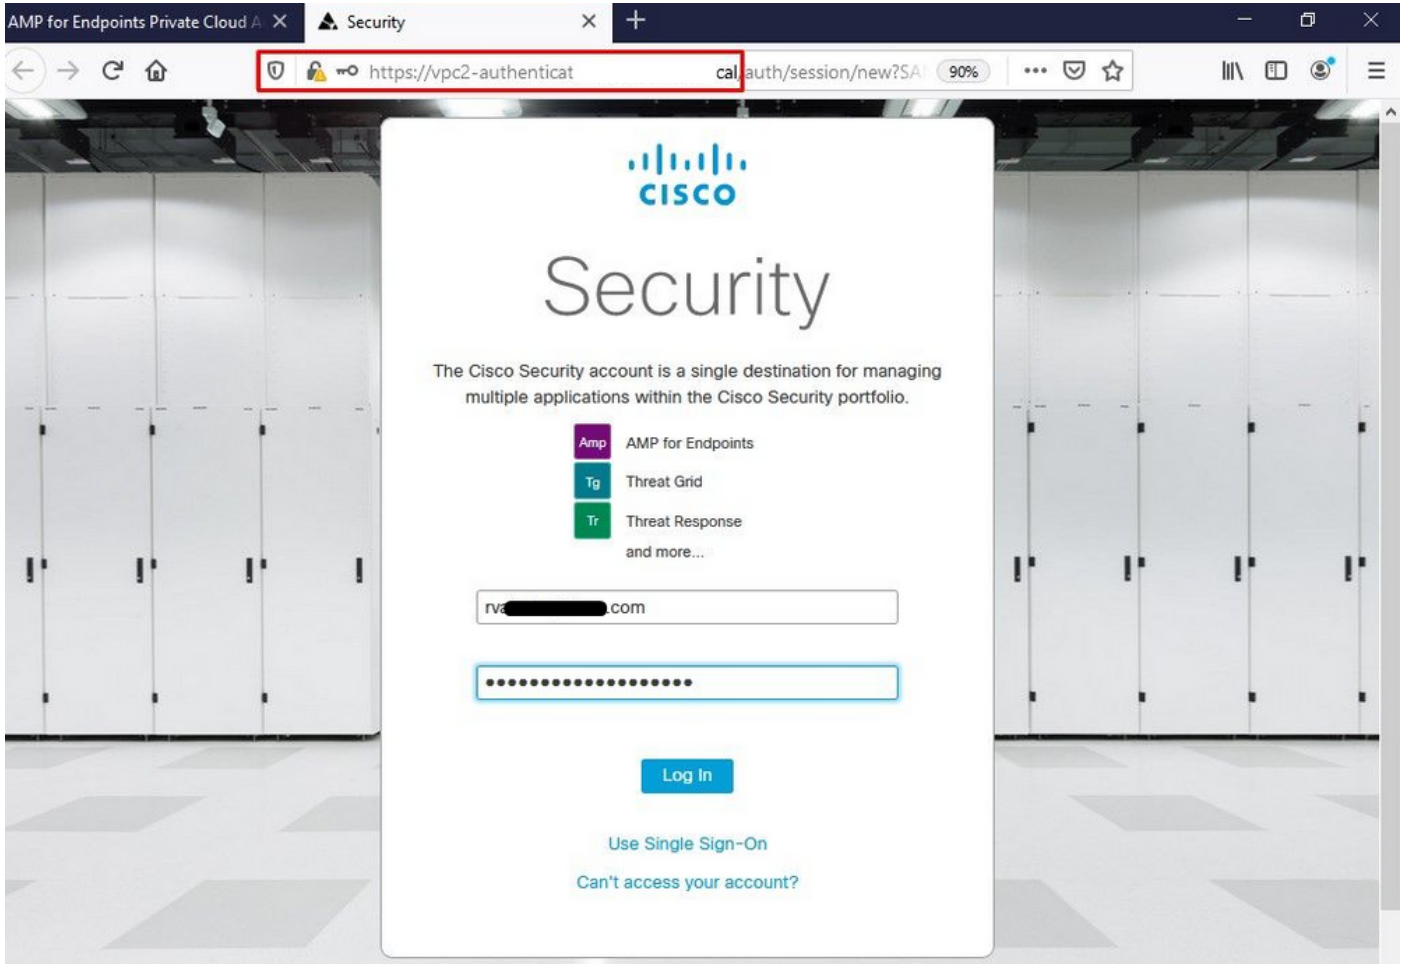 AMP for Endpoints Private Cloud A
Security
https://vpc2-authenticat cal/auth/session/new?SA
90%
CISCO
Security
The Cisco Security account is a single destination for managing
multiple applications within the Cisco Security portfolio.
Amp AMP for Endpoints
Tg Threat Grid
Tr Threat Response
and more...
rva .com
Log In
Use Single Sign-On
Can't access your account?